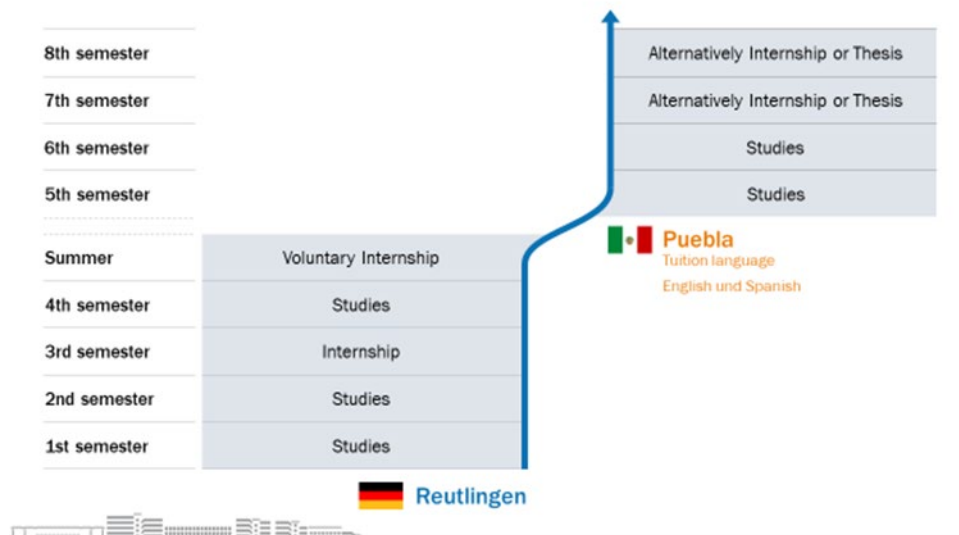 8th semester Alternatively Internship or Thesis
7th semester Alternatively Internship or Thesis
6th semester Studies
5th semester Studies
Puebla
Tuition language
English und Spanish
Summer Voluntary Internship
4th semester Studies
3rd semester Internship
2nd semester Studies
1st semester Studies
Reutlingen